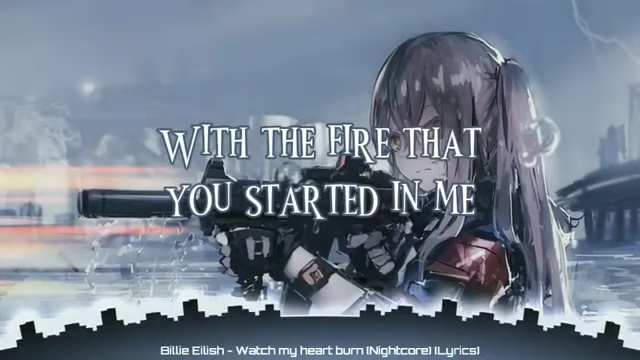 WITH THE FIRE THAT
YOU STARTED IN ME
Billie Eilish - Watch my heart burn [Nightcore] [Lyrics]